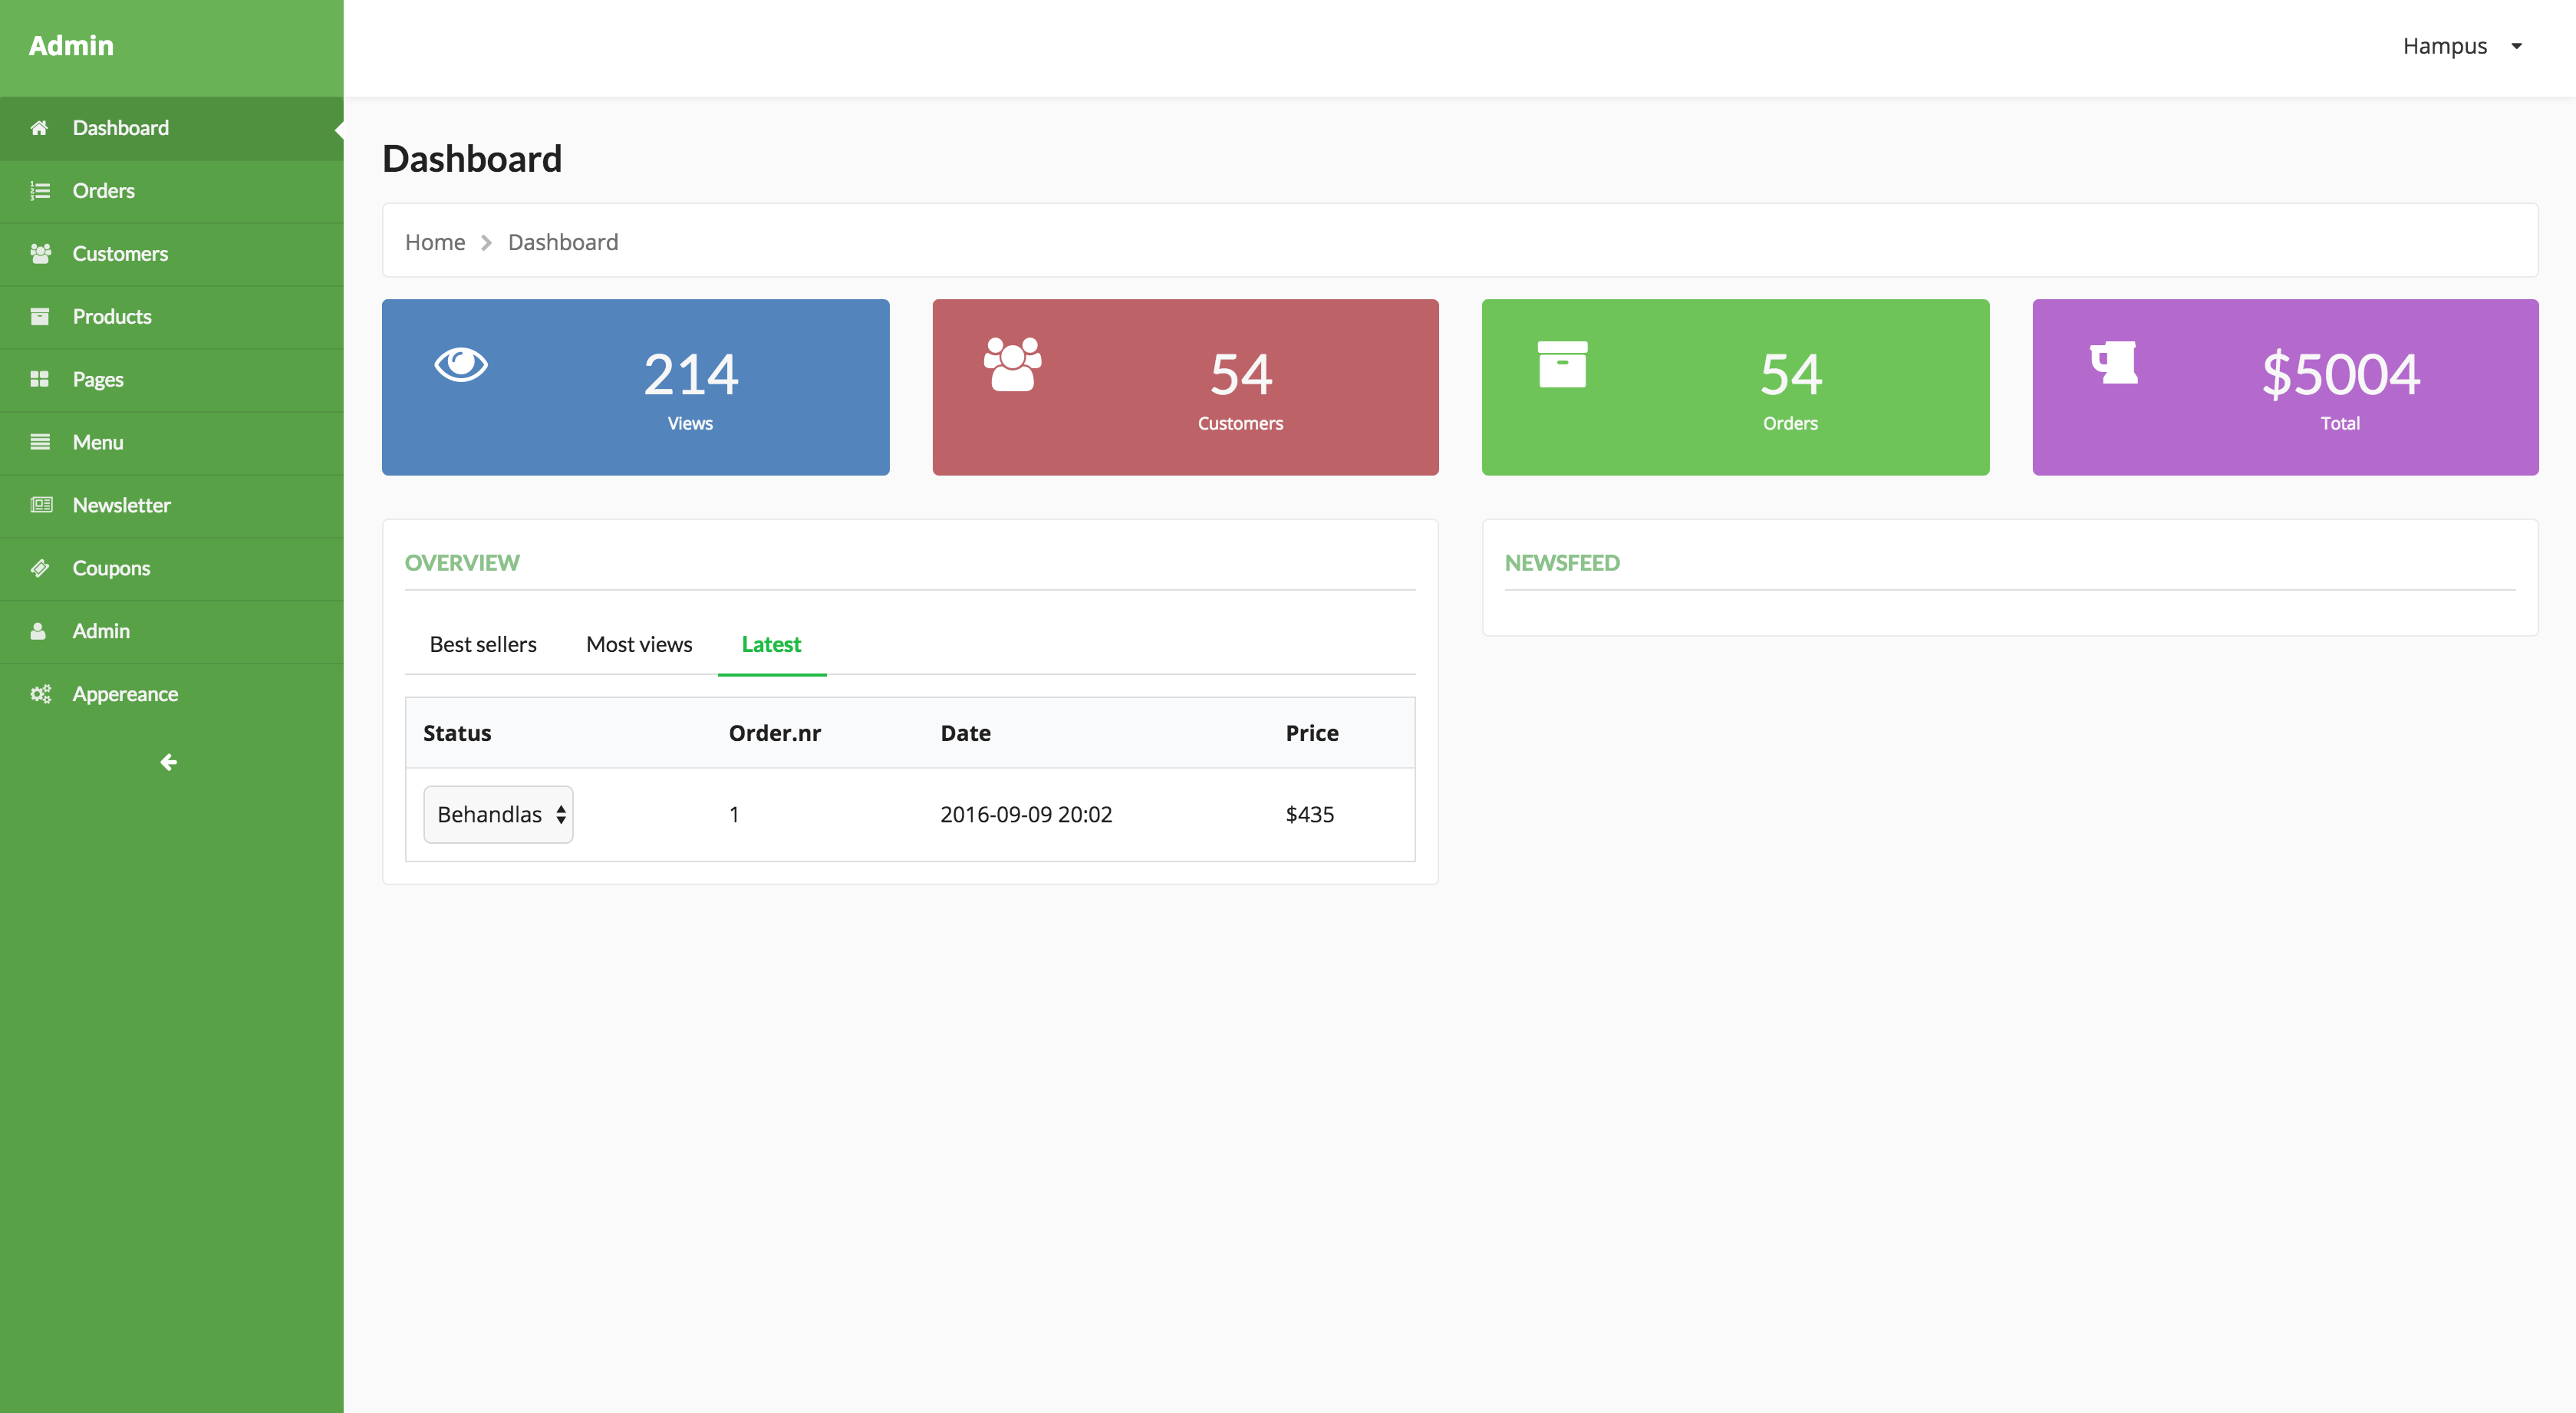 Admin
Hampus
Dashboard
Orders
Customers
Products
Pages
Menu
Newsletter
Coupons
Admin
Appereance
Dashboard
Home Dashboard
214
Views
54
Customers
54
Orders
$5004
Total
OVERVIEW
Best sellers Most views Latest
Status Order.nr Date Price
Behandlas 1 2016-09-09 20:02 $435
NEWSFEED